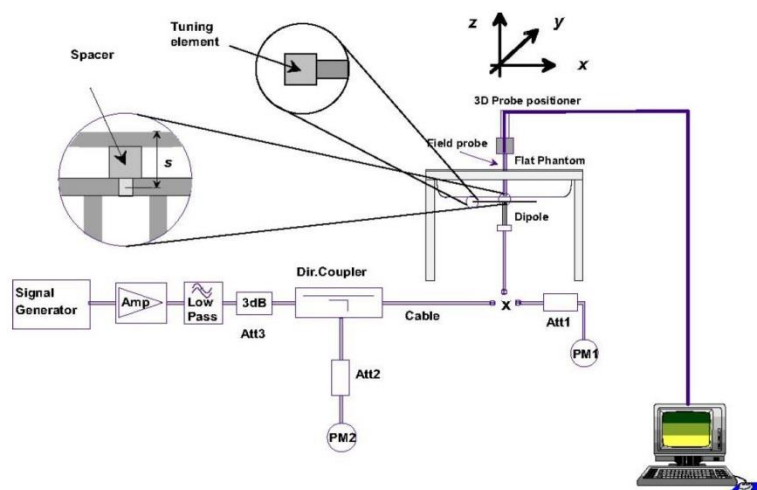 Tuning
element
Spacer
s
z
y
x
3D Probe positioner
Field probe
Flat Phantom
Dipole
Signal
Generator
Amp
Low
Pass
3dB
Att3
Dir.Coupler
Cable
x
Att1
PM1
Att2
PM2